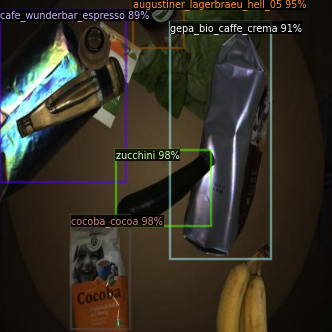 augustiner_lagerbraeu_hell_05 95%
cafe_wunderbar_espresso 89%
gepa_bio_caffe_crema 91%
zucchini 98%
cocoba_cocoa 98%
Cocoba